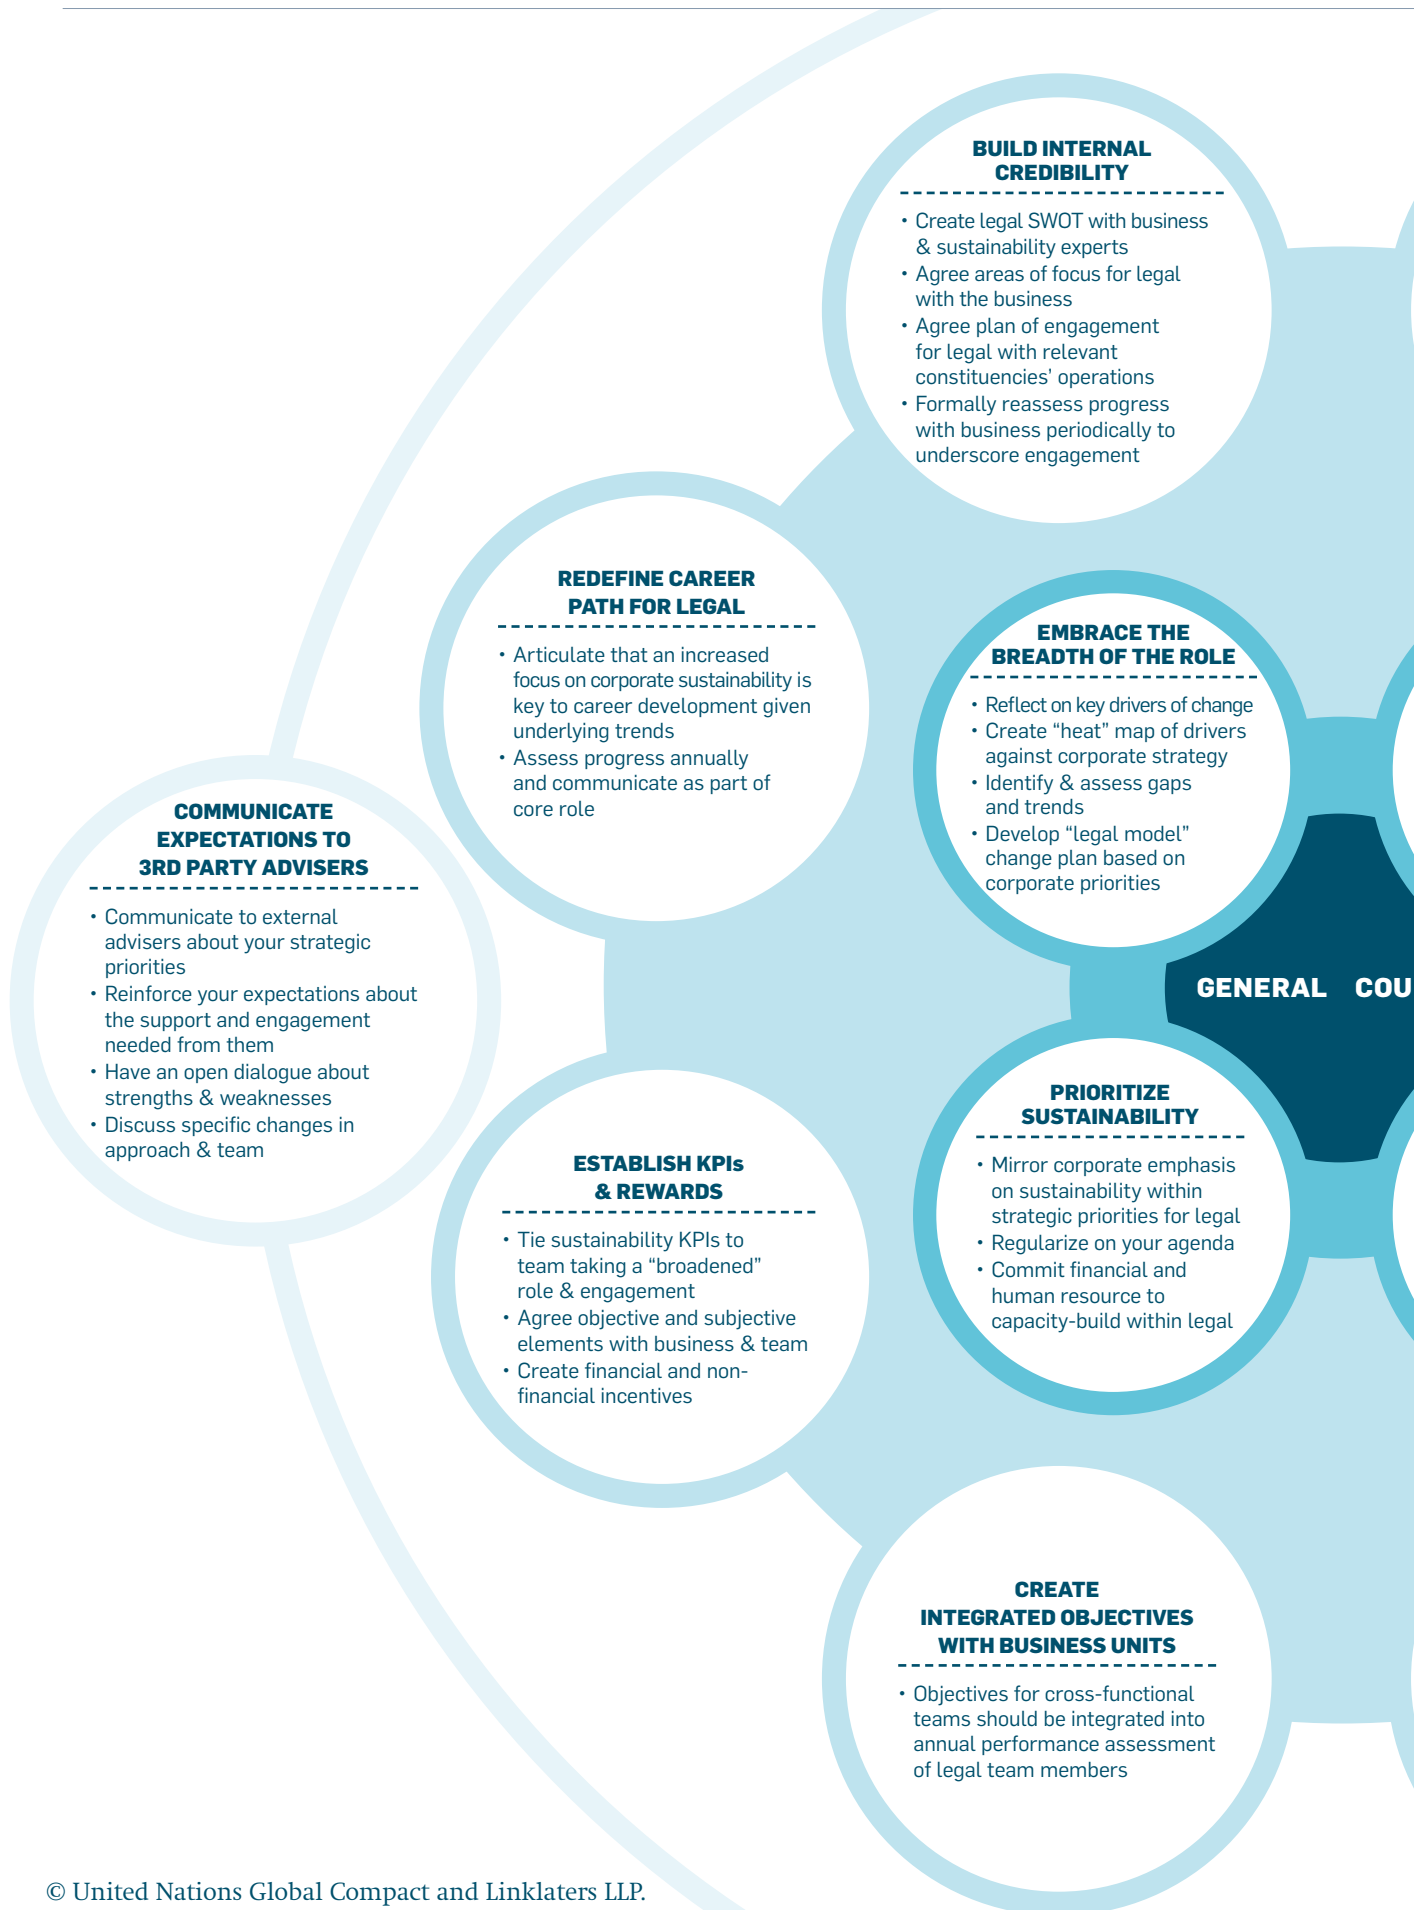 BUILD INTERNAL
CREDIBILITY
• Create legal SWOT with business
& sustainability experts
• Agree areas of focus for legal
with the business
• Agree plan of engagement
for legal with relevant
constituencies' operations
• Formally reassess progress
with business periodically to
underscore engagement
REDEFINE CAREER
PATH FOR LEGAL
• Articulate that an increased
focus on corporate sustainability is
key to career development given
underlying trends
• Assess progress annually
and communicate as part of
core role
EMBRACE THE
BREADTH OF THE ROLE
• Reflect on key drivers of change
• Create “heat” map of drivers
against corporate strategy
• Identify & assess gaps
and trends
• Develop “legal model”
change plan based on
corporate priorities
COMMUNICATE
EXPECTATIONS TO
3RD PARTY ADVISERS
• Communicate to external
advisers about your strategic
priorities
• Reinforce your expectations about
the support and engagement
needed from them
• Have an open dialogue about
strengths & weaknesses
• Discuss specific changes in
approach & team
GENERAL COU
PRIORITIZE
SUSTAINABILITY
• Mirror corporate emphasis
on sustainability within
strategic priorities for legal
• Regularize on your agenda
• Commit financial and
human resource to
capacity-build within legal
ESTABLISH KPIs
& REWARDS
• Tie sustainability KPIs to
team taking a “broadened”
role & engagement
• Agree objective and subjective
elements with business & team
• Create financial and non-
financial incentives
CREATE
INTEGRATED OBJECTIVES
WITH BUSINESS UNITS
• Objectives for cross-functional
teams should be integrated into
annual performance assessment
of legal team members
© United Nations Global Compact and Linklaters LLP.